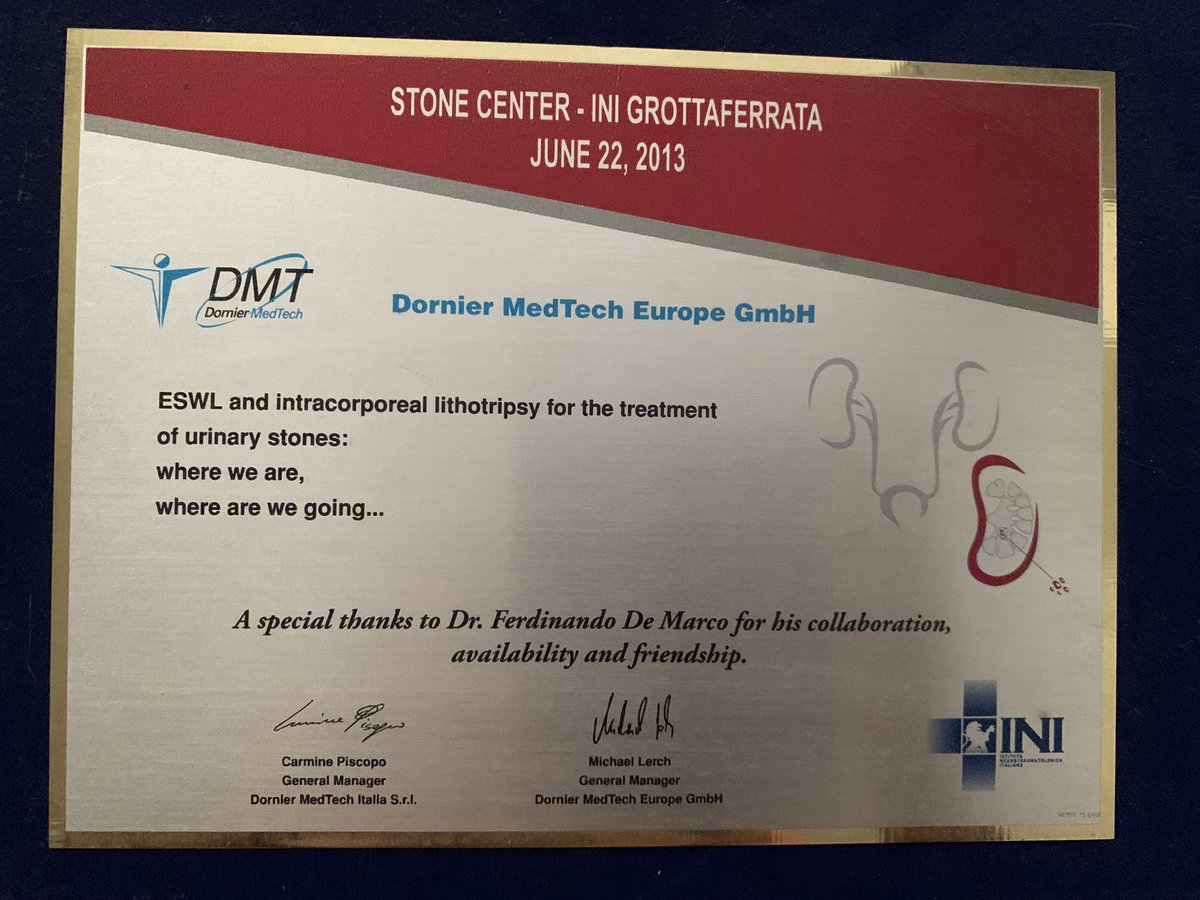 STONE CENTER - INI GROTTAFERRATA
JUNE 22, 2013
DMT
Dornier MedTech
Dornier MedTech Europe GmbH
ESWL and intracorporeal lithotripsy for the treatment
of urinary stones:
where we are,
where are we going...
A special thanks to Dr. Ferdinando De Marco for his collaboration,
availability and friendship.
Carmine Piscopo
General Manager
Dornier MedTech Italia S.r.l.
Michael Lerch
General Manager
Dornier MedTech Europe GmbH
INI
ISTITUTO
NEUROTRAUMATOLOGICO
ITALIANO